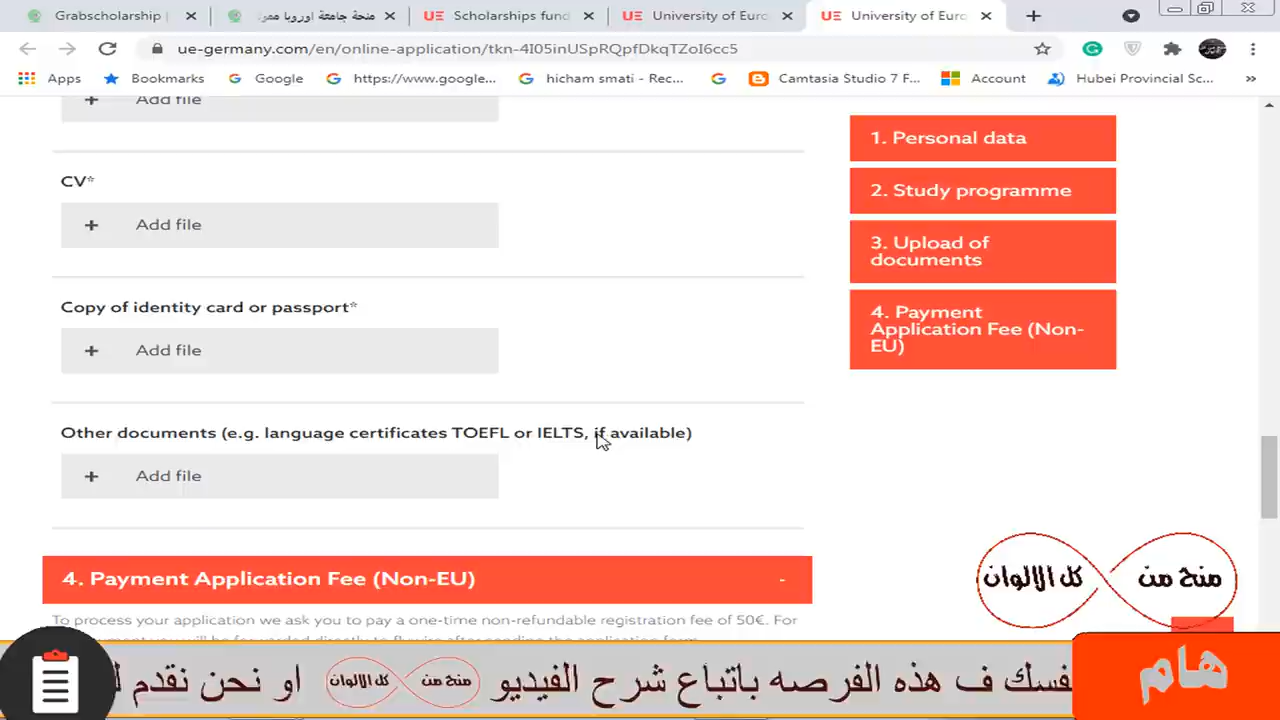 Grabscholarship |
منحة جامعة اوروبا ممو
UE Scholarships fund
UE University of Euro
UE University of Euro
ue-germany.com/en/online-application/tkn-4I05inUSpRQpfDkqTZoI6cc5
Apps
Bookmarks
Google
https://www.google...
hicham smati - Rec...
Camtasia Studio 7 F...
Account
Hubei Provincial Sc...
»
+ Add file
CV*
+ Add file
Copy of identity card or passport*
+ Add file
Other documents (e.g. language certificates TOEFL or IELTS, if available)
+ Add file
4. Payment Application Fee (Non-EU) -
To process your application we ask you to pay a one-time non-refundable registration fee of 50€. For
1. Personal data
2. Study programme
3. Upload of
documents
4. Payment
Application Fee (Non-
EU)
منح من كل الالوان
هام
فسك ف هذه الفرصه باتباع شرح الفيديو منح من كل الالوان او نحن نقدم ل